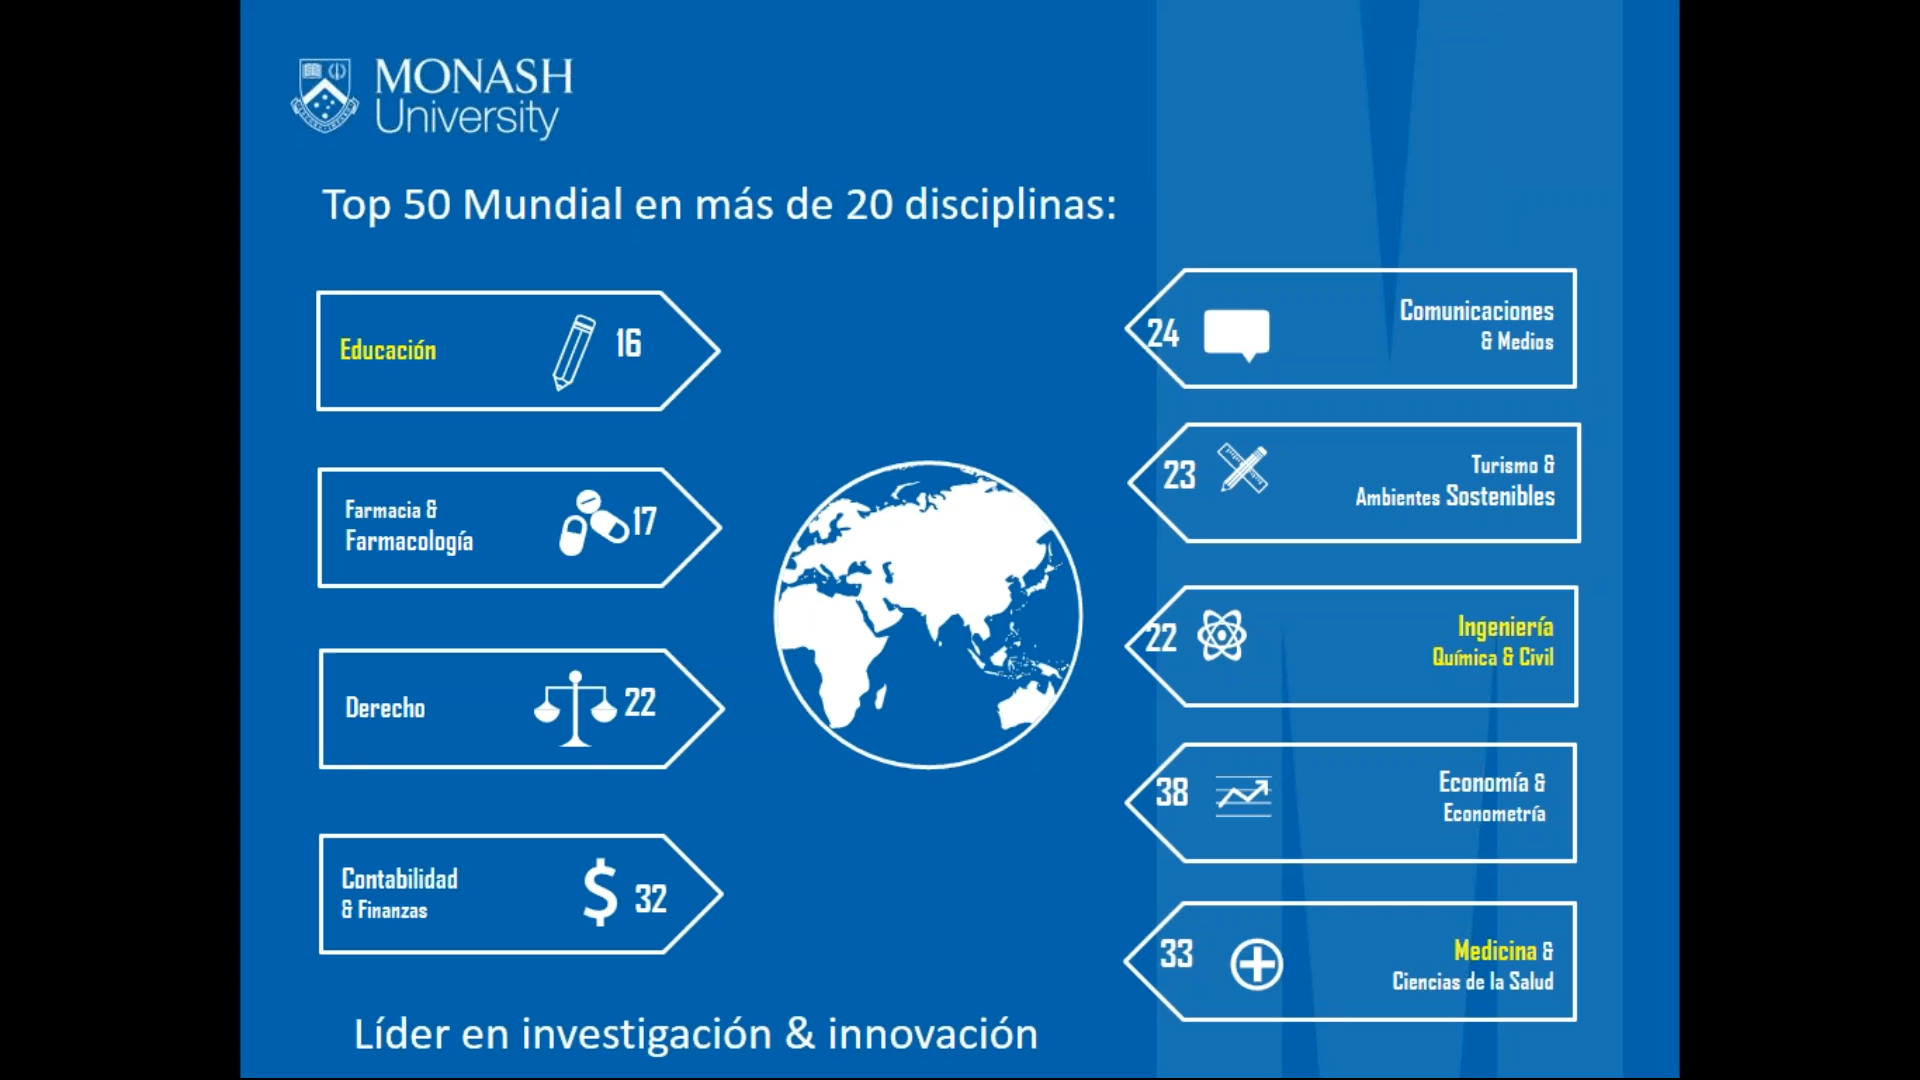 MONASH
University
Top 50 Mundial en más de 20 disciplinas:
Educación
16
Farmacia &
Farmacología
17
Derecho
22
Contabilidad
& Finanzas
$ 32
24
Comunicaciones
& Medios
23
Turismo &
Ambientes Sostenibles
22
Ingeniería
Química & Civil
38
Economía &
Econometría
33
Medicina &
Ciencias de la Salud
Líder en investigación & innovación